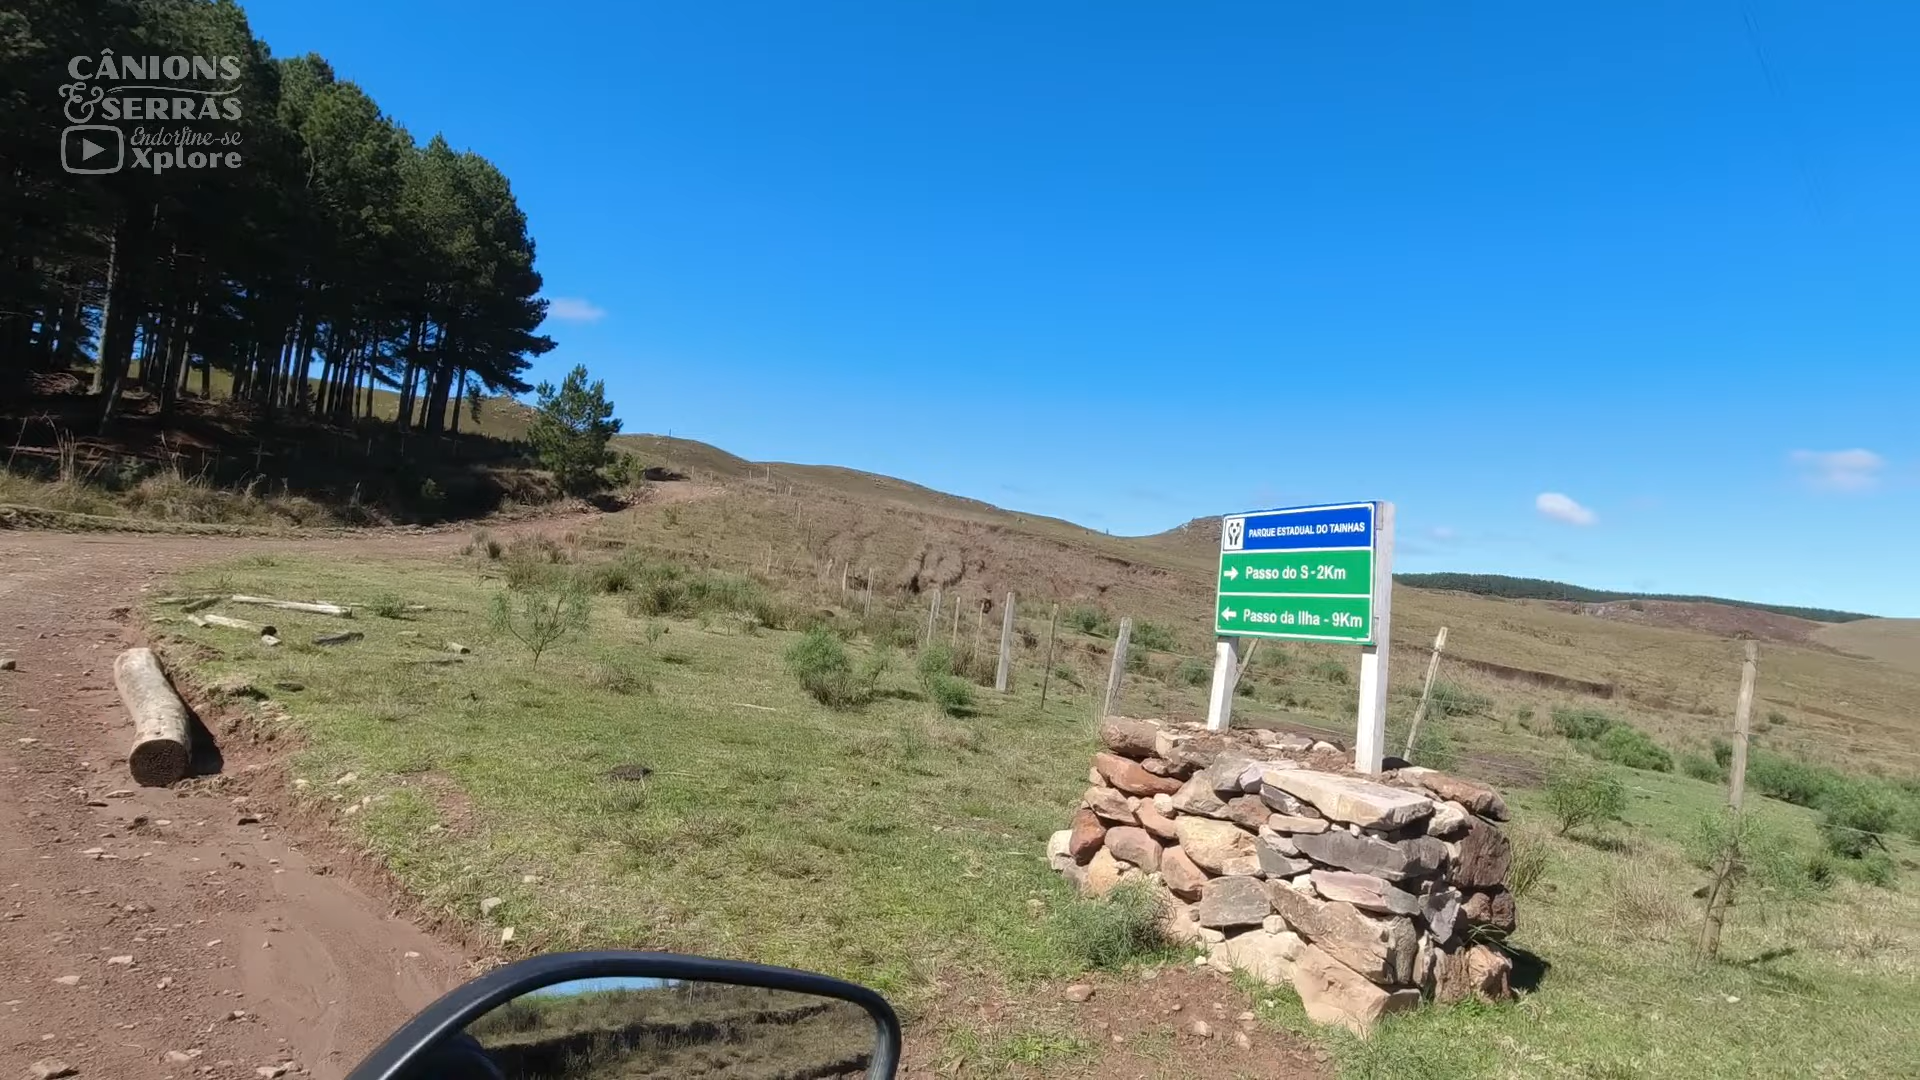 CÂNIONS
& SERRAS
Endorfine-se
Xplore
PARQUE ESTADUAL DO TAINHAS
→ Passo do S - 2Km
← Passo da Ilha - 9Km